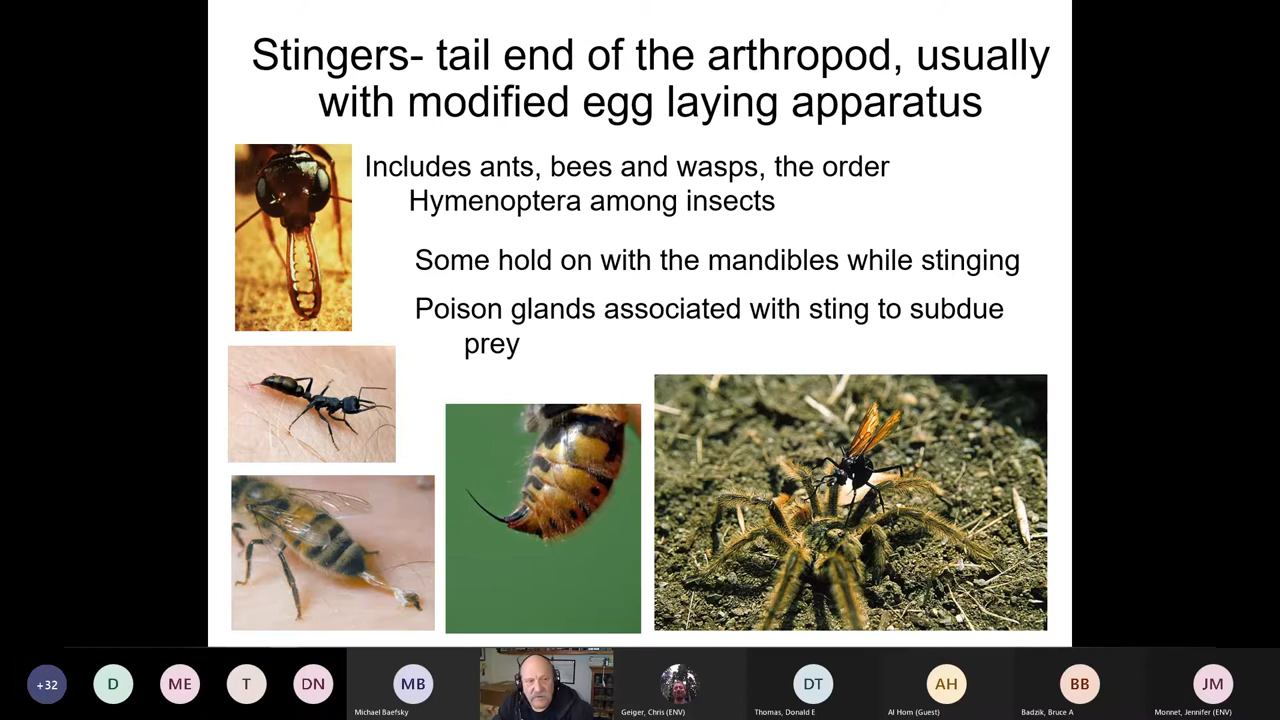 Stingers- tail end of the arthropod, usually
with modified egg laying apparatus
Includes ants, bees and wasps, the order
Hymenoptera among insects
Some hold on with the mandibles while stinging
Poison glands associated with sting to subdue
prey
+32
D
ME
T
DN
MB
DT
AH
BB
JM
Michael Baefsky
Geiger, Chris (ENV)
Thomas, Donald E
Al Hom (Guest)
Badzik, Bruce A
Monnet, Jennifer (ENV)